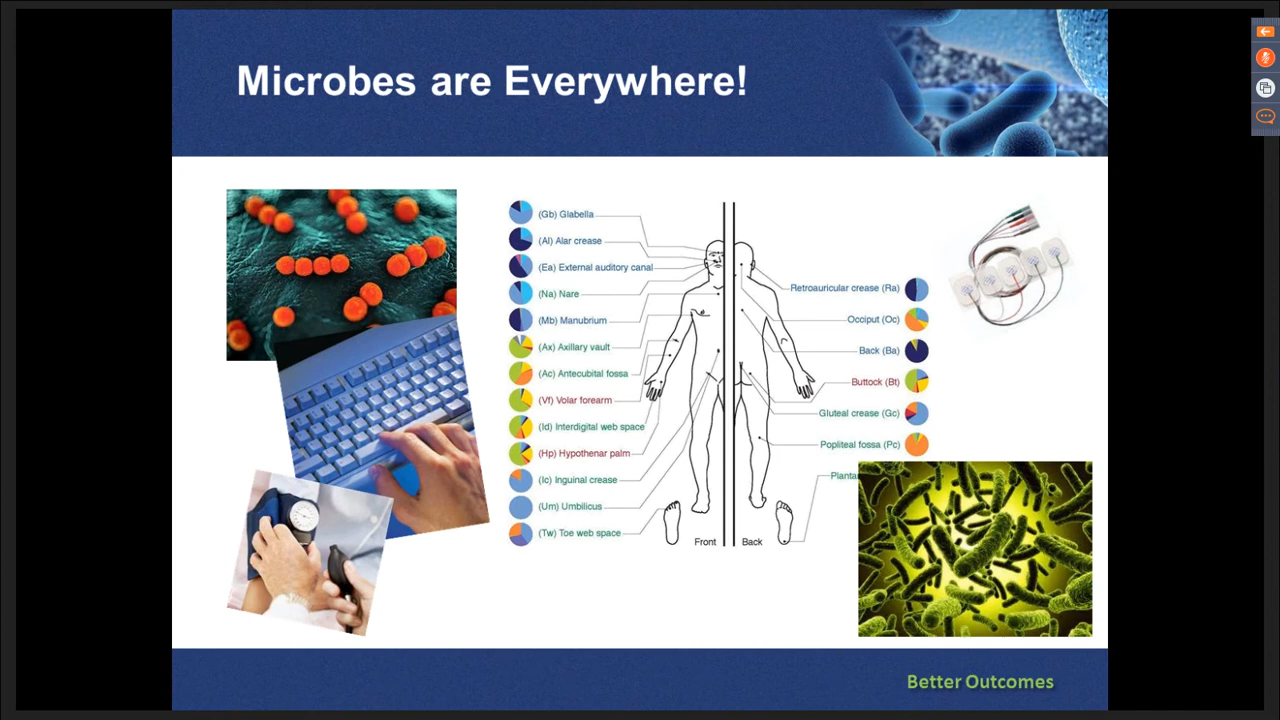 Microbes are Everywhere!
(Gb) Glabella
(Al) Alar crease
(Ea) External auditory canal
(Na) Nare
(Mb) Manubrium
(Ax) Axillary vault
(Ac) Antecubital fossa
(Vf) Volar forearm
(Id) Interdigital web space
(Hp) Hypothenar palm
(Ic) Inguinal crease
(Um) Umbilicus
(Tw) Toe web space
Front
Back
Retroauricular crease (Ra)
Occiput (Oc)
Back (Ba)
Buttock (Bt)
Gluteal crease (Gc)
Popliteal fossa (Pc)
Planta
Better Outcomes